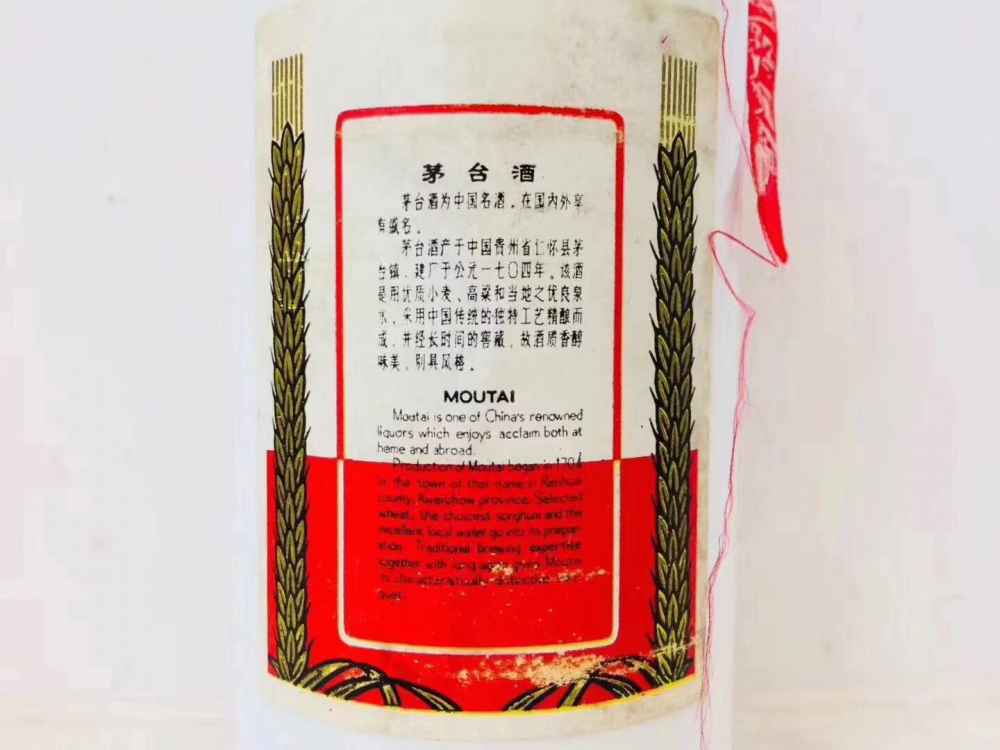 茅台酒
茅台酒为中国名酒，在国内外享
有盛名。
茅台酒产于中国贵州省仁怀县茅
台镇，建厂于公元一七〇四年。该酒
是用优质小麦、高粱和当地之优良泉
水，采用中国传统的独特工艺精酿而
成，并经长时间的窖藏，故酒质香醇
味美，别具风格。
MOUTAI
Moutai is one of China's renowned
liquors which enjoys acclaim both at
home and abroad.
Production of Moutai began in 1704
in the town of that name in Renhuai
county, Kweichow province. Selected
wheat, the choicest sorghum and the
excellent local water go into its prepar-
ation. Traditional brewing expertise
together with long ageing gives Moutai
its characteristically